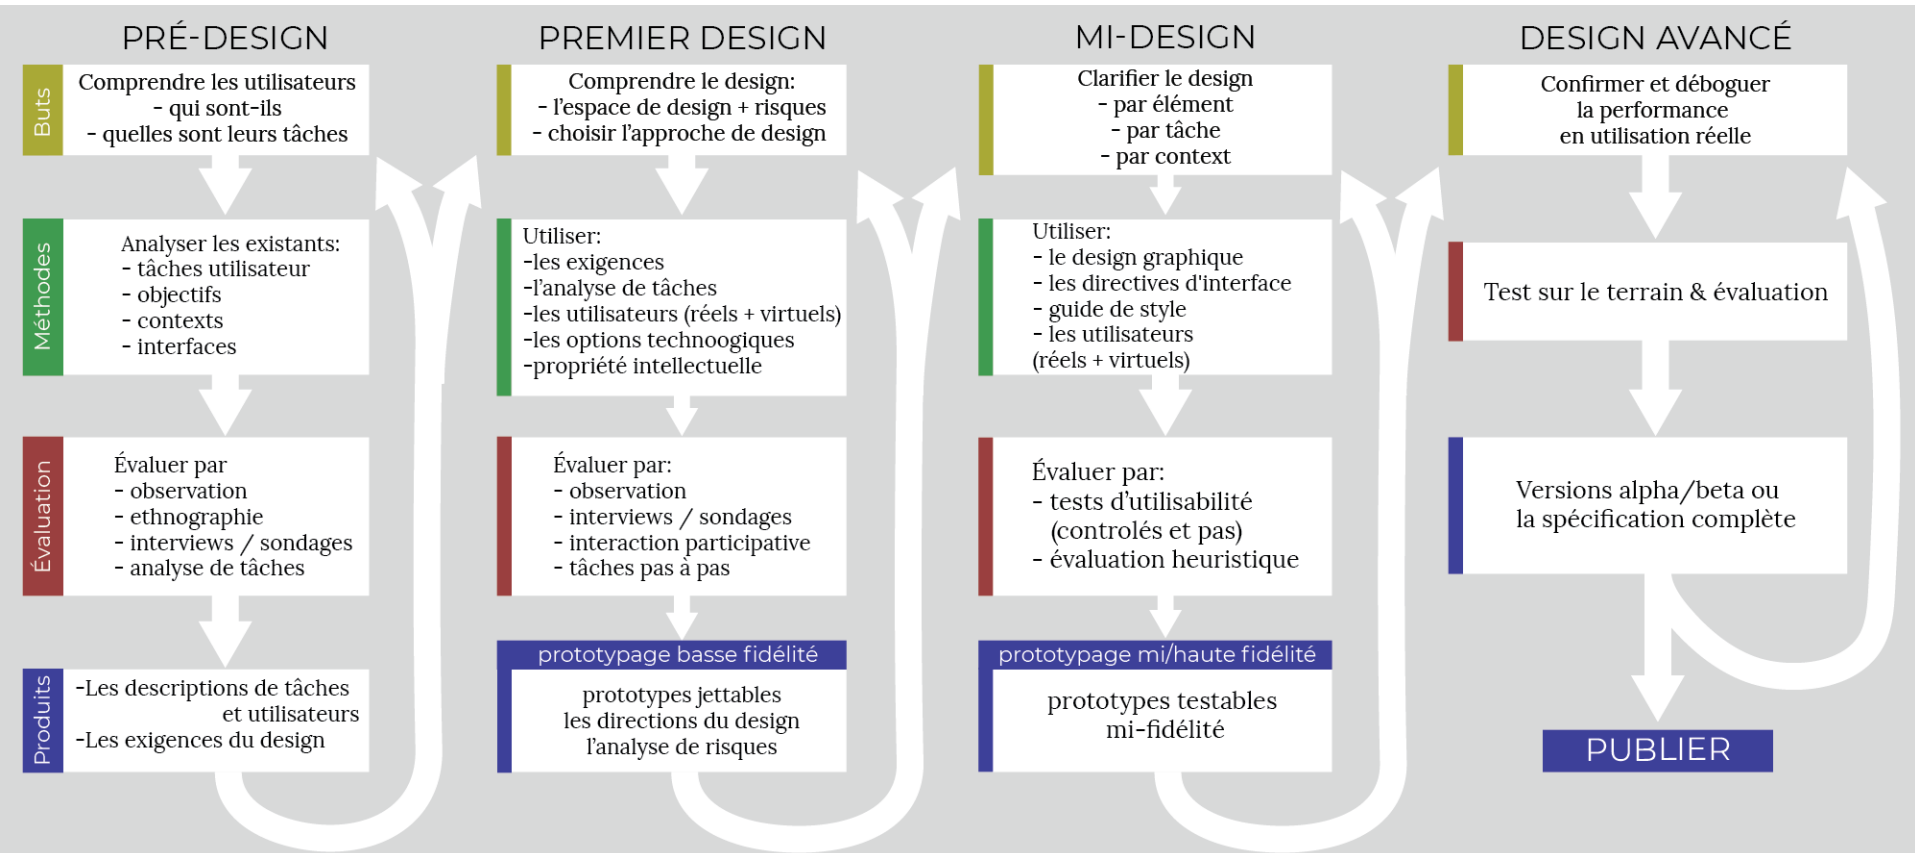 PRÉ-DESIGN
Buts
Comprendre les utilisateurs
- qui sont-ils
- quelles sont leurs tâches
Méthodes
Analyser les existants:
- tâches utilisateur
- objectifs
- contexts
- interfaces
Évaluation
Évaluer par
- observation
- ethnographie
- interviews / sondages
- analyse de tâches
Produits
-Les descriptions de tâches
et utilisateurs
-Les exigences du design
PREMIER DESIGN
Comprendre le design:
- l'espace de design + risques
- choisir l'approche de design
Utiliser:
-les exigences
-l'analyse de tâches
-les utilisateurs (réels + virtuels)
-les options technoogiques
-propriété intellectuelle
Évaluer par:
- observation
- interviews / sondages
- interaction participative
- tâches pas à pas
prototypage basse fidélité
prototypes jettables
les directions du design
l'analyse de risques
MI-DESIGN
Clarifier le design
- par élément
- par tâche
- par context
Utiliser:
- le design graphique
- les directives d'interface
- guide de style
- les utilisateurs
(réels + virtuels)
Évaluer par:
- tests d'utilisabilité
(controlés et pas)
- évaluation heuristique
prototypage mi/haute fidélité
prototypes testables
mi-fidélité
DESIGN AVANCÉ
Confirmer et déboguer
la performance
en utilisation réelle
Test sur le terrain & évaluation
Versions alpha/beta ou
la spécification complète
PUBLIER